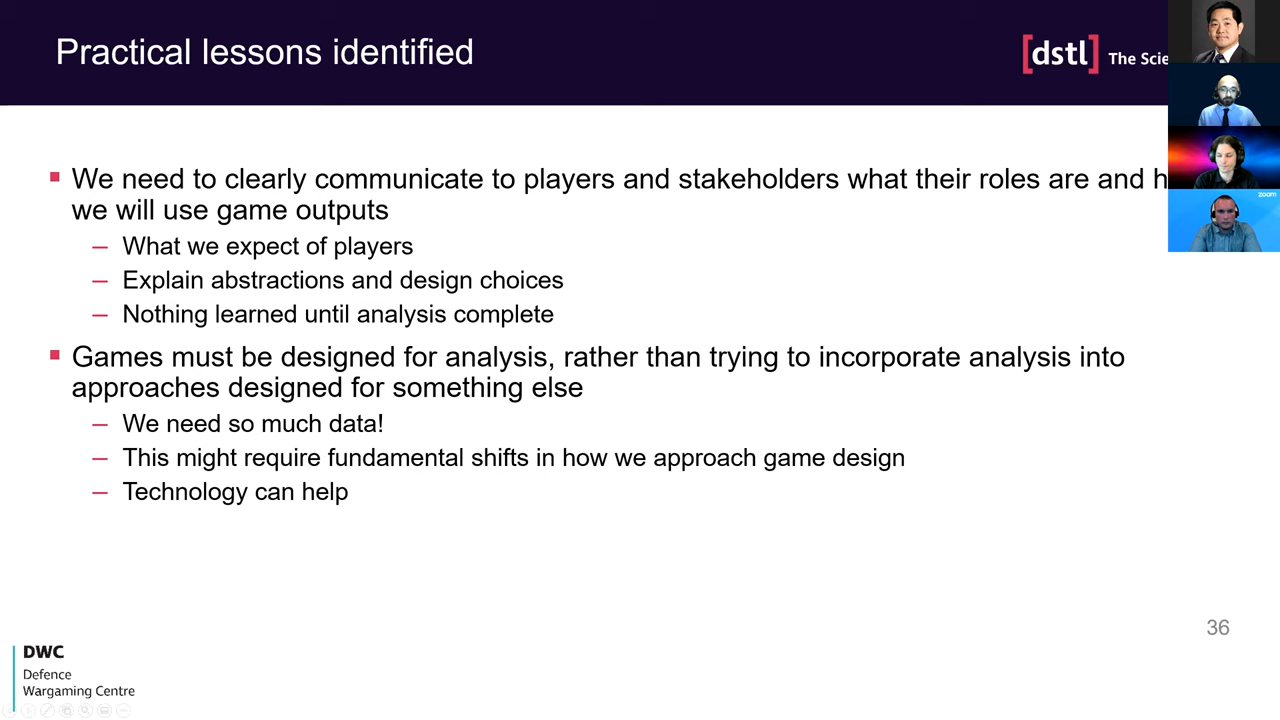 Practical lessons identified
[dstl] The Scie
zoom
▪ We need to clearly communicate to players and stakeholders what their roles are and h
we will use game outputs
– What we expect of players
– Explain abstractions and design choices
– Nothing learned until analysis complete
▪ Games must be designed for analysis, rather than trying to incorporate analysis into
approaches designed for something else
– We need so much data!
– This might require fundamental shifts in how we approach game design
– Technology can help
36
DWC
Defence
Wargaming Centre